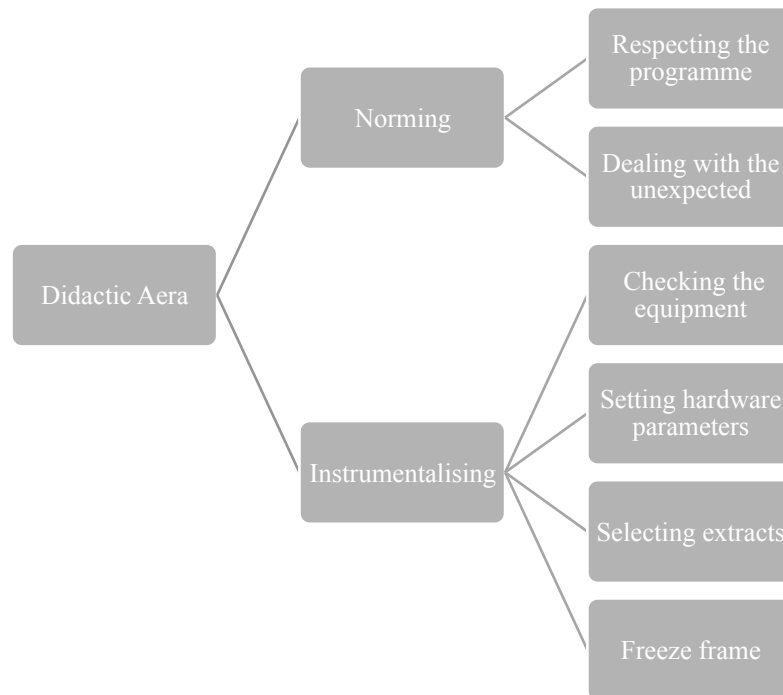 Respecting the
programme
Norming
Dealing with the
unexpected
Didactic Aera
Checking the
equipment
Setting hardware
parameters
Instrumentalising
Selecting extracts
Freeze frame